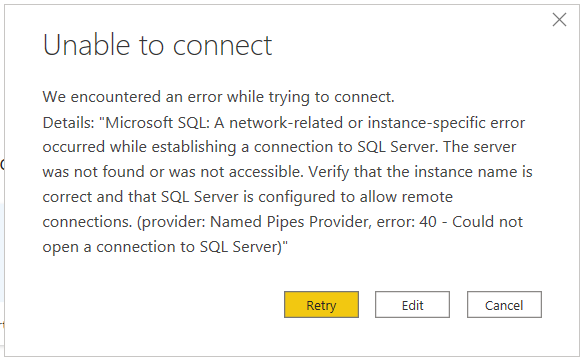 Unable to connect
We encountered an error while trying to connect.
Details: "Microsoft SQL: A network-related or instance-specific error
occurred while establishing a connection to SQL Server. The server
was not found or was not accessible. Verify that the instance name is
correct and that SQL Server is configured to allow remote
connections. (provider: Named Pipes Provider, error: 40 - Could not
open a connection to SQL Server)"
Retry Edit Cancel